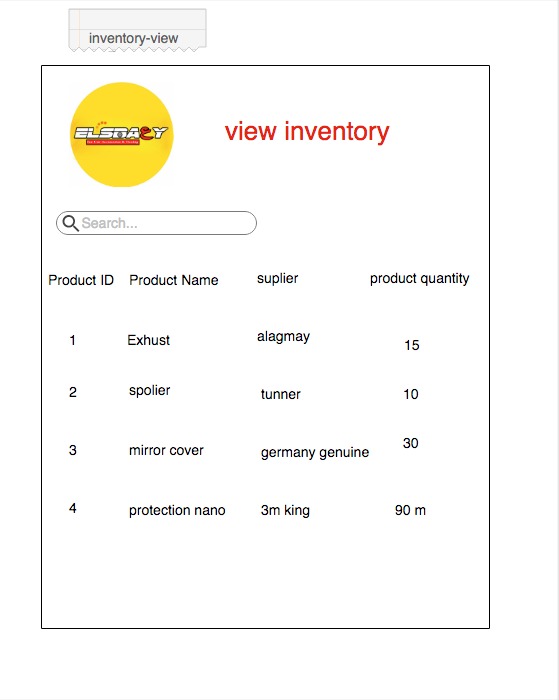 inventory-view
ELSDAEY
view inventory
Search...
Product ID Product Name suplier product quantity
1 Exhust alagmay 15
2 spolier tunner 10
3 mirror cover germany genuine 30
4 protection nano 3m king 90 m